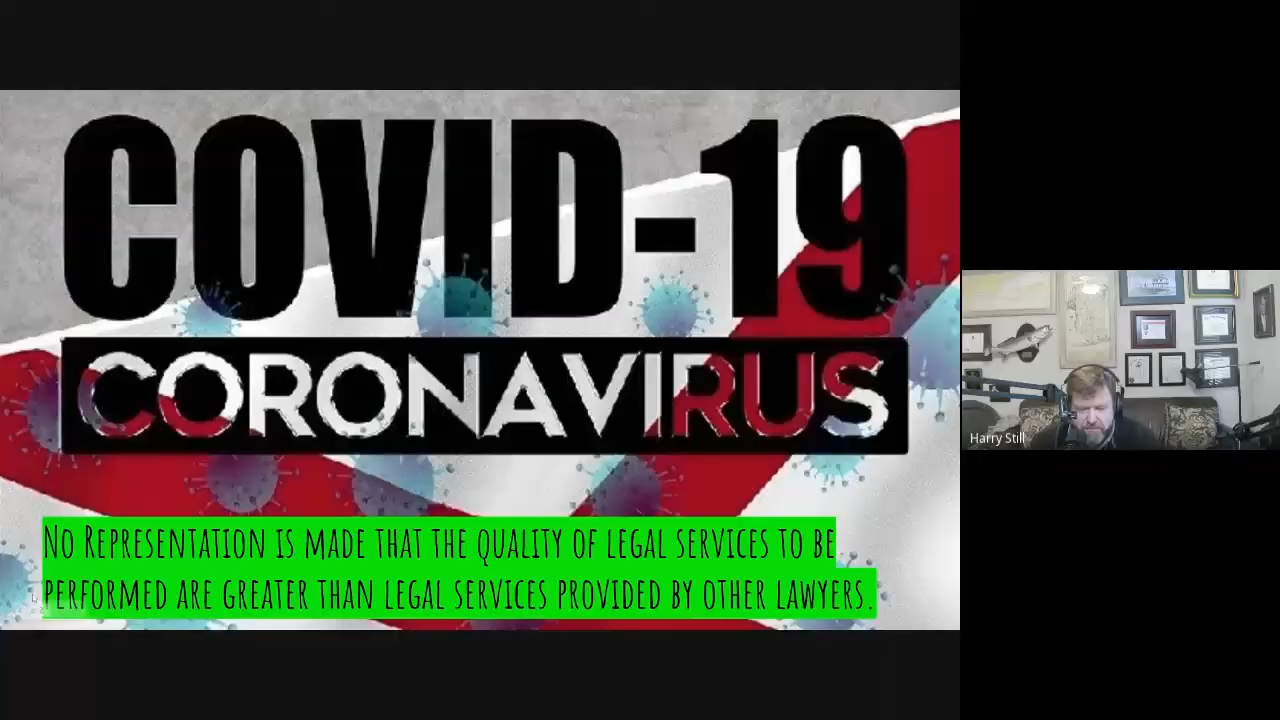 COVID-19
CORONAVIRUS
No Representation is made that the quality of legal services to be
performed are greater than legal services provided by other lawyers.
Harry Still